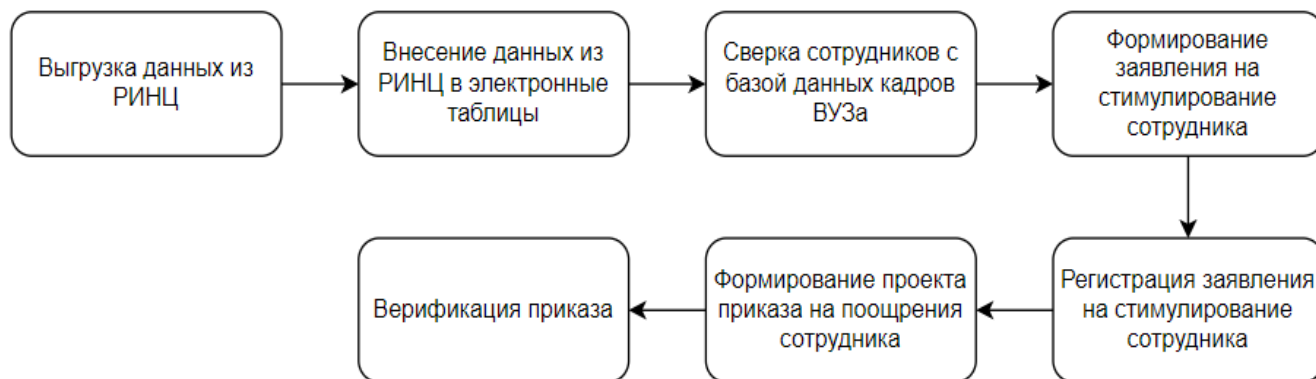 Выгрузка данных из
РИНЦ
Внесение данных из
РИНЦ в электронные
таблицы
Сверка сотрудников с
базой данных кадров
ВУЗа
Формирование
заявления на
стимулирование
сотрудника
Регистрация заявления
на стимулирование
сотрудника
Формирование проекта
приказа на поощрения
сотрудника
Верификация приказа